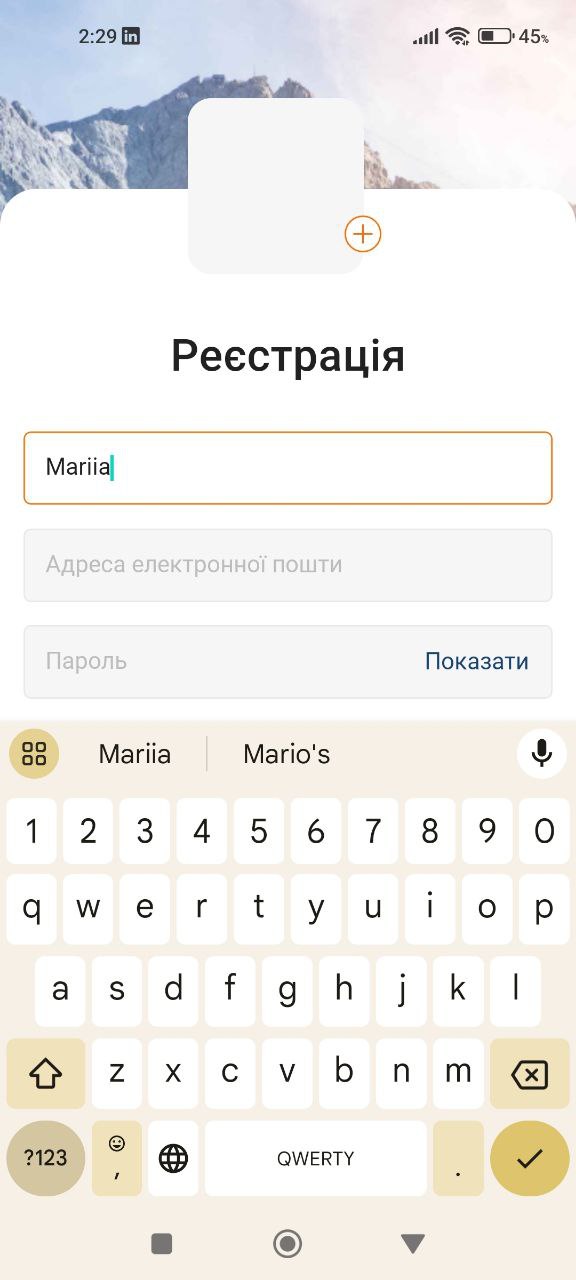 2:29 in 45%
Реєстрація
Mariia
Адреса електронної пошти
Пароль Показати
Mariia Mario's
1 2 3 4 5 6 7 8 9 0
q w e r t y u i o p
a s d f g h j k l
z x c v b n m
?123 , QWERTY .